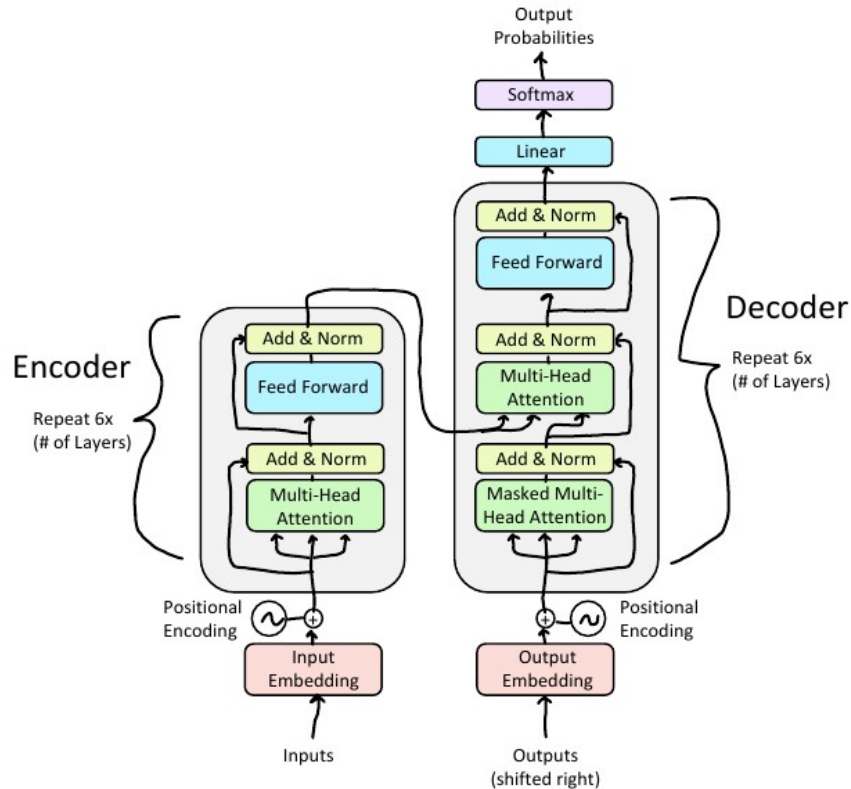 Output
Probabilities
Softmax
Linear
Add & Norm
Feed Forward
Add & Norm
Multi-Head
Attention
Add & Norm
Masked Multi-
Head Attention
Decoder
Repeat 6x
(# of Layers)
Positional
Encoding
Output
Embedding
Outputs
(shifted right)
Encoder
Repeat 6x
(# of Layers)
Add & Norm
Feed Forward
Add & Norm
Multi-Head
Attention
Positional
Encoding
+
+
Input
Embedding
Inputs